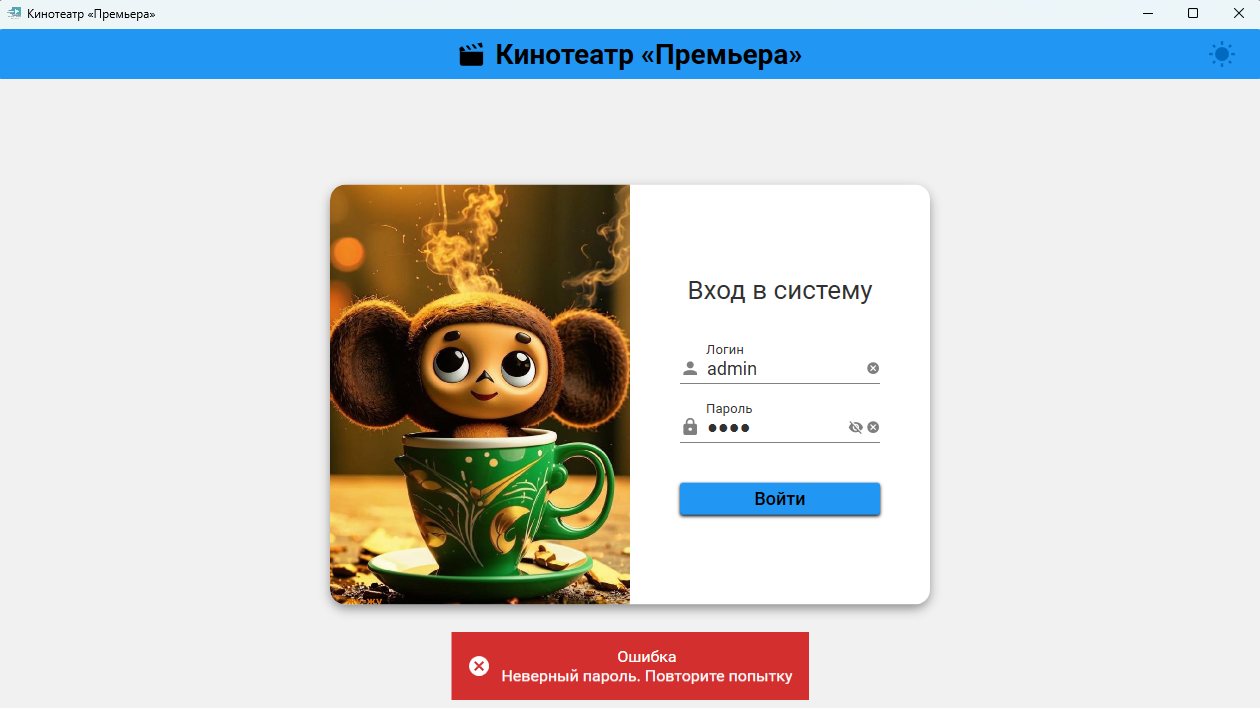 Кинотеатр «Премьера»
Кинотеатр «Премьера»
Вход в систему
Логин
admin
Пароль
●●●●
Войти
Ошибка
Неверный пароль. Повторите попытку